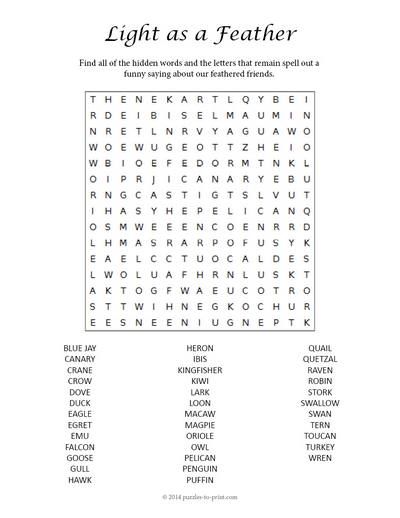 Light as a Feather
Find all of the hidden words and the letters that remain spell out a
funny saying about our feathered friends.
T H E N E K A R T L Q Y B E I
R D E I B I S E L M A U M I N
N R E T L N R V Y A G U A W O
W O E W U G E O T T Z H E I O
W B I O E F E D O R M T N K L
O I P R J I C A N A R Y E B U
R N G C A S T I G T S L V U T
I H A S Y H E P E L I C A N Q
O S M W E E E N C O E N R R D
L H M A S R A R P O F U S Y K
E A E L C C T U O C A L D E S
L W O L U A F H R N L U S K T
A K T O G F W A E U C O T R O
S T T W I H N E G K O C H U R
E E S N E E N I U G N E P T K
BLUE JAY HERON QUAIL
CANARY IBIS QUETZAL
CRANE KINGFISHER RAVEN
CROW KIWI ROBIN
DOVE LARK STORK
DUCK LOON SWALLOW
EAGLE MACAW SWAN
EGRET MAGPIE TERN
EMU ORIOLE TOUCAN
FALCON OWL TURKEY
GOOSE PELICAN WREN
GULL PENGUIN
HAWK PUFFIN
© 2014 puzzles-to-print.com